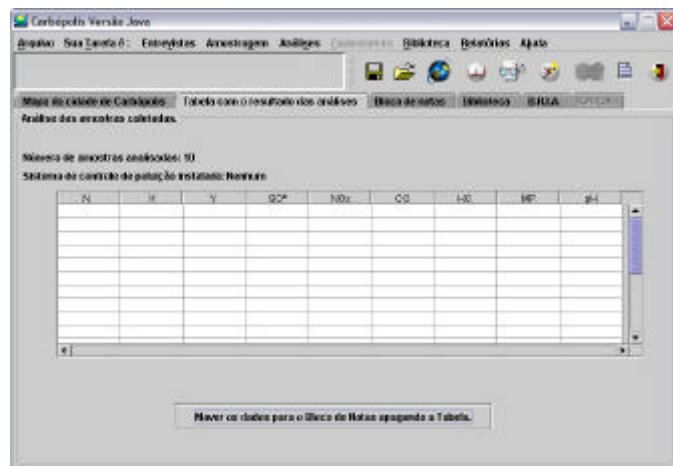 Carbópolis Versão Java
Arquivo Sua Tarefa é: Entrevistas Amostragem Análises Biblioteca Relatórios Ajuda
Mapa da cidade de Carbópolis Tabela com o resultado das análises Bloco de notas Biblioteca
Análise das amostras coletadas.
Número de amostras analisadas: 10
Sistema de controle de poluição instalado: Nenhum
N X Y NOx CO HC MP pH
Mover os dados para o Bloco de Notas apagando a Tabela.